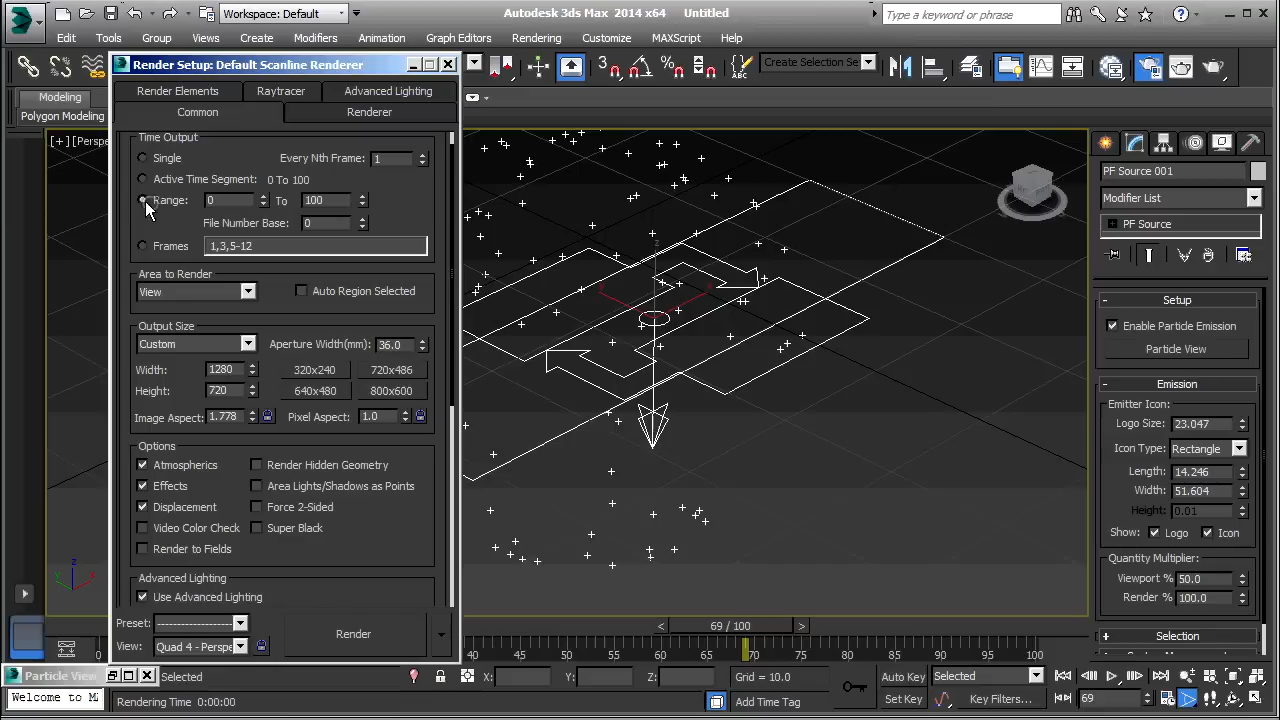 Workspace: Default
Autodesk 3ds Max 2014 x64 Untitled
Type a keyword or phrase
Edit Tools Group Views Create Modifiers Animation Graph Editors Rendering Customize MAXScript Help
Render Setup: Default Scanline Renderer
Create Selection Se
Modeling
Polygon Modeling
Render Elements Raytracer Advanced Lighting
Common Renderer
[+][Perspe
Time Output
Single Every Nth Frame: 1
Active Time Segment: 0 To 100
Range: 0 To 100
File Number Base: 0
Frames 1,3,5-12
Area to Render
View Auto Region Selected
Output Size
Custom Aperture Width(mm): 36.0
Width: 1280 320x240 720x486
Height: 720 640x480 800x600
Image Aspect: 1.778 Pixel Aspect: 1.0
Options
Atmospherics Render Hidden Geometry
Effects Area Lights/Shadows as Points
Displacement Force 2-Sided
Video Color Check Super Black
Render to Fields
Advanced Lighting
Use Advanced Lighting
Preset: --------------------
View: Quad 4 - Perspe
Render
PF Source 001
Modifier List
PF Source
Setup
Enable Particle Emission
Particle View
Emission
Emitter Icon:
Logo Size: 23.047
Icon Type: Rectangle
Length: 14.246
Width: 51.604
Height: 0.01
Show: Logo Icon
Quantity Multiplier:
Viewport % 50.0
Render % 100.0
Selection
< 69 / 100 >
0 40 45 50 55 60 65 70 75 80 85 90 95 100
Particle View
Selected
X: Y: Z: Grid = 10.0
Auto Key Selected
Welcome to M
Rendering Time 0:00:00
Add Time Tag
Set Key Key Filters...
69